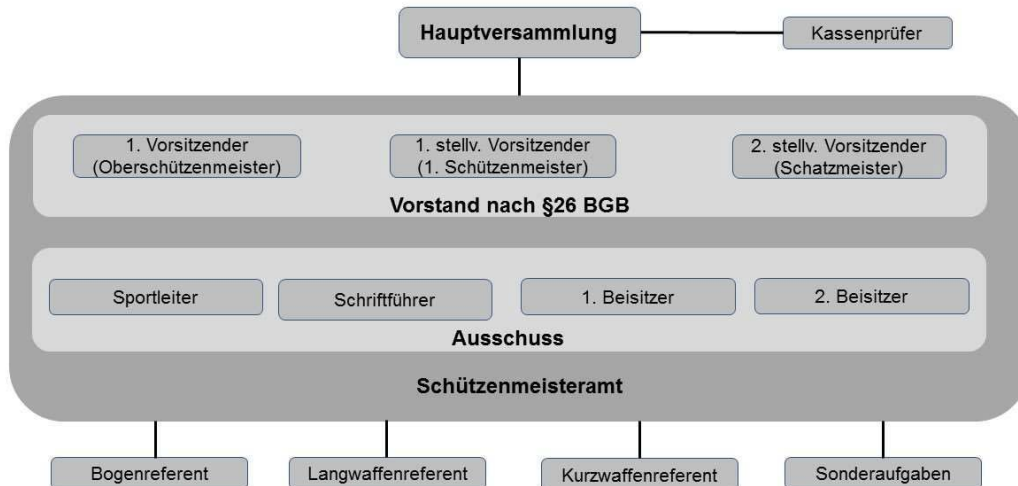 Hauptversammlung
Kassenprüfer
1. Vorsitzender
(Oberschützenmeister)
1. stellv. Vorsitzender
(1. Schützenmeister)
2. stellv. Vorsitzender
(Schatzmeister)
Vorstand nach §26 BGB
Sportleiter
Schriftführer
1. Beisitzer
2. Beisitzer
Ausschuss
Schützenmeisteramt
Bogenreferent
Langwaffenreferent
Kurzwaffenreferent
Sonderaufgaben